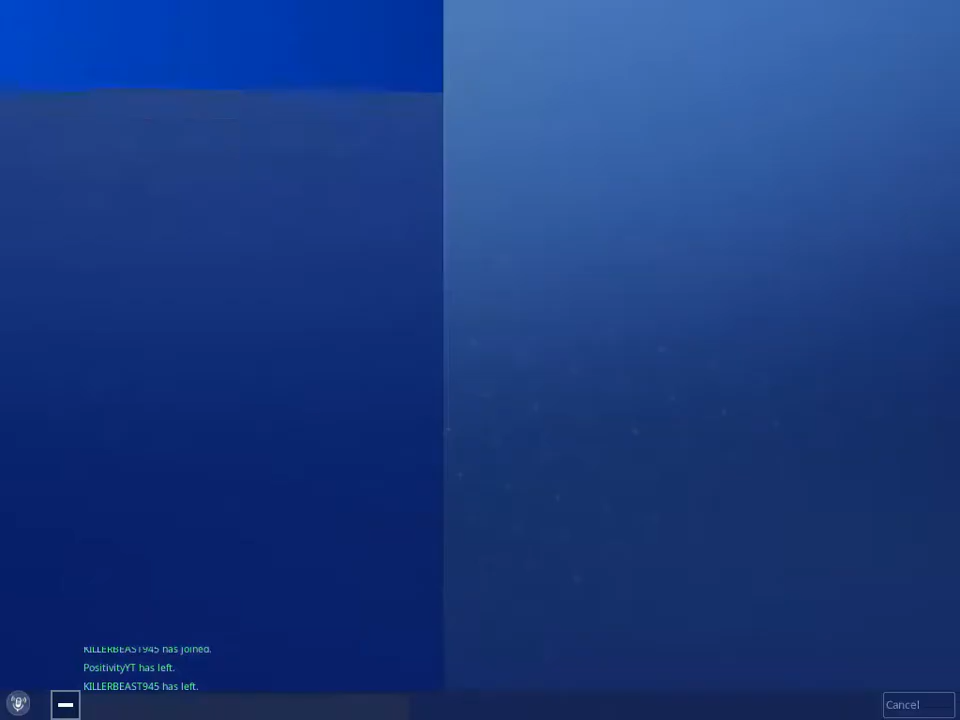 KILLERBEAST945 has joined.
PositivityYT has left.
KILLERBEAST945 has left.
Cancel